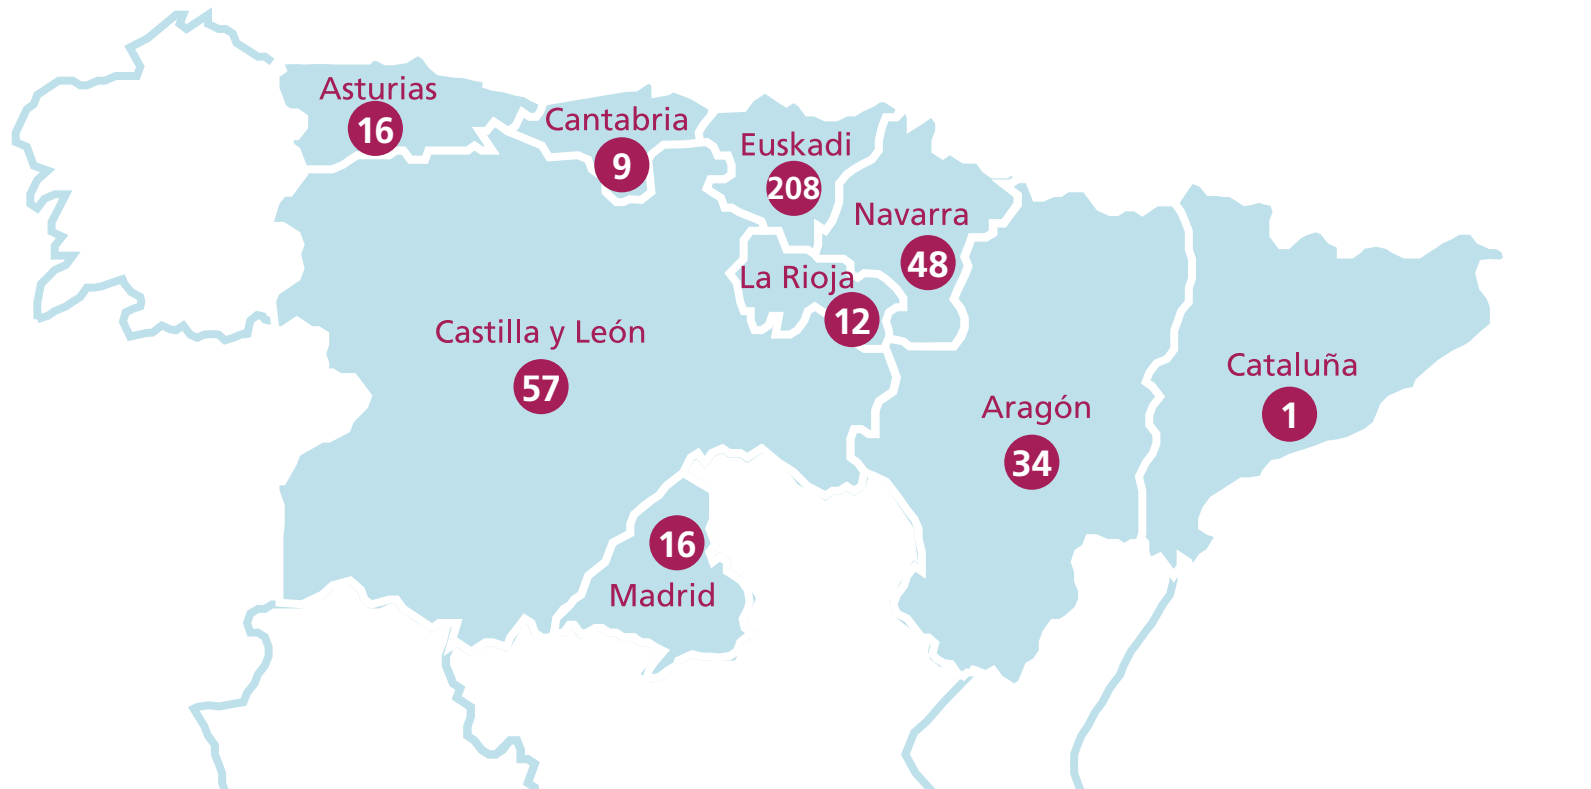 Asturias
16
Cantabria
9
Euskadi
208
Navarra
48
La Rioja
12
Castilla y León
57
Cataluña
1
Aragón
34
16
Madrid